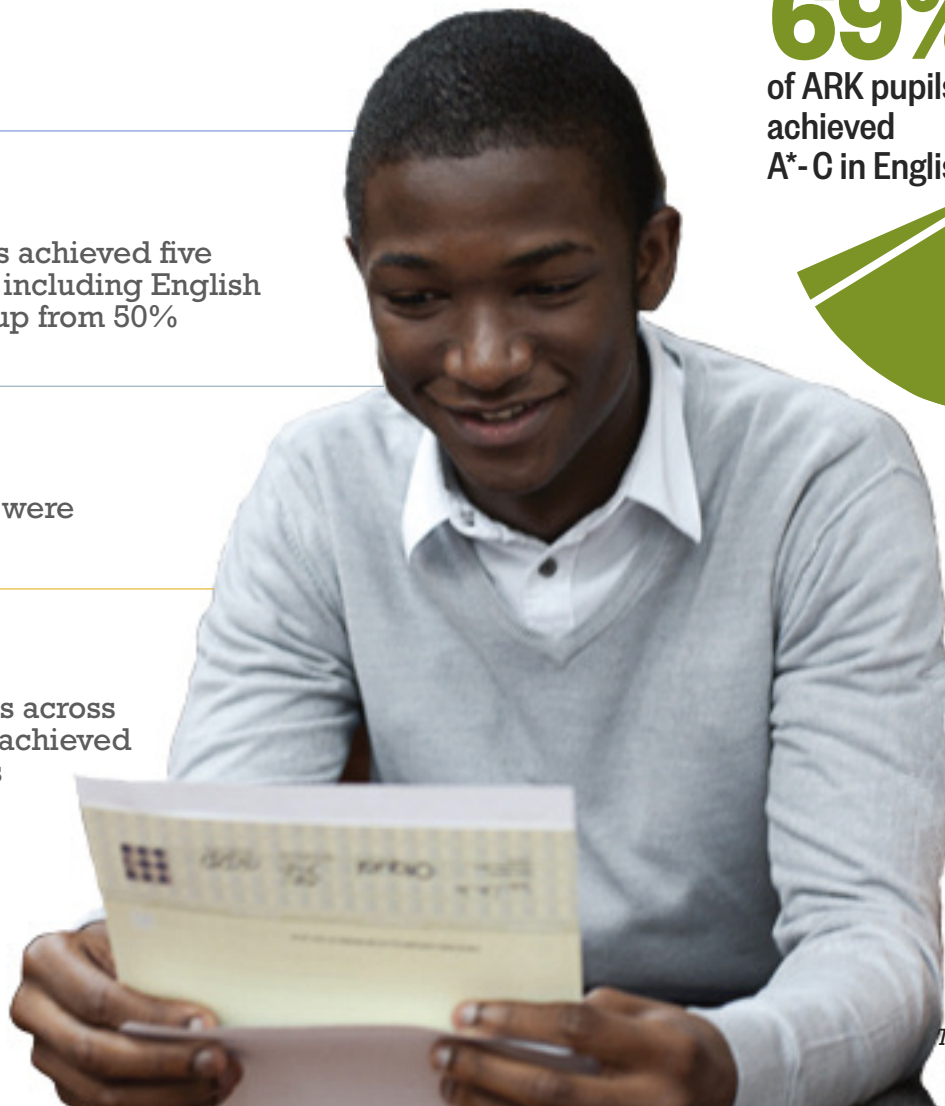 69%
of ARK pupils
achieved
A*- C in Englis
s achieved five
including English
up from 50%
were
s across
achieved
s